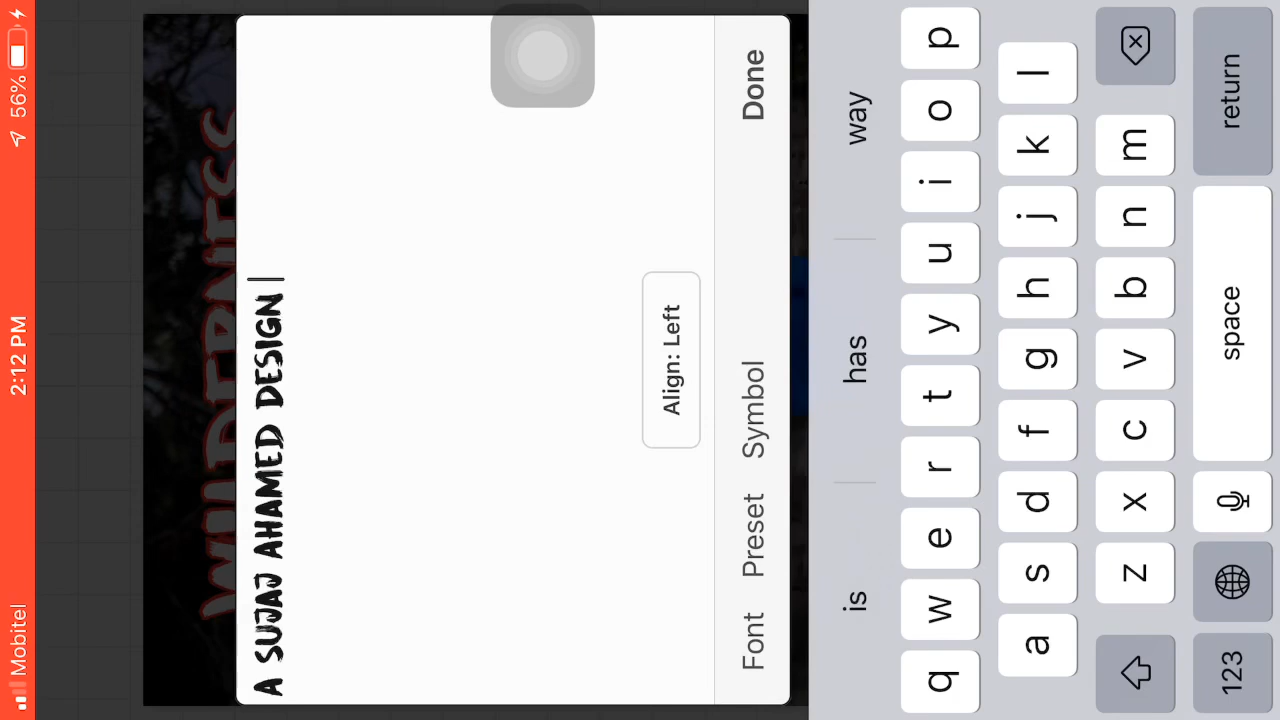 Mobitel 2:12 PM 56%
WILDERNESS
A SUJAJ AHAMED DESIGN
Align: Left
Font Preset Symbol Done
is has way
q w e r t y u i o p
a s d f g h j k l
z x c v b n m
123 space return